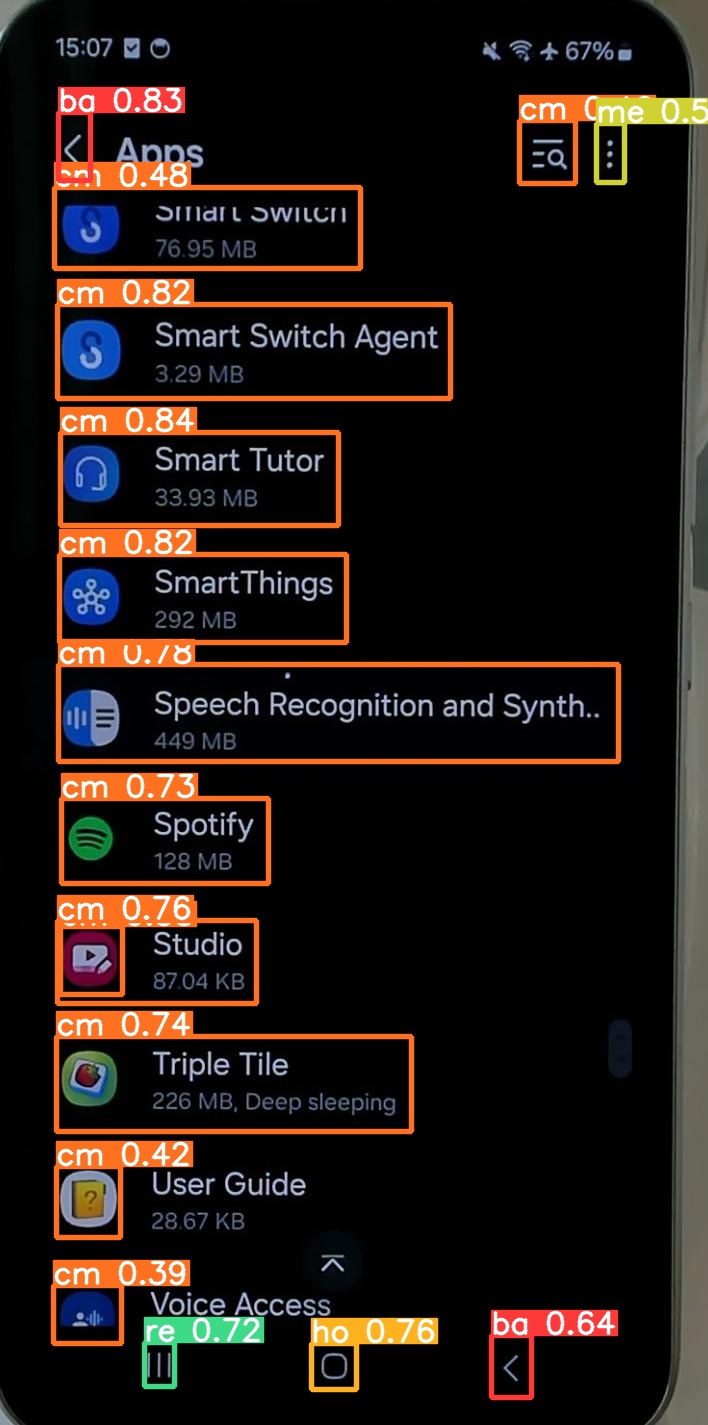 15:07 67%
ba 0.83
cm 0 me 0.5
Apps
cm 0.48
Smart Switch
76.95 MB
cm 0.82
Smart Switch Agent
3.29 MB
cm 0.84
Smart Tutor
33.93 MB
cm 0.82
SmartThings
292 MB
cm 0.78
Speech Recognition and Synth..
449 MB
cm 0.73
Spotify
128 MB
cm 0.76
Studio
87.04 KB
cm 0.74
Triple Tile
226 MB, Deep sleeping
cm 0.42
User Guide
28.67 KB
cm 0.39
Voice Access
re 0.72 ho 0.76 ba 0.64